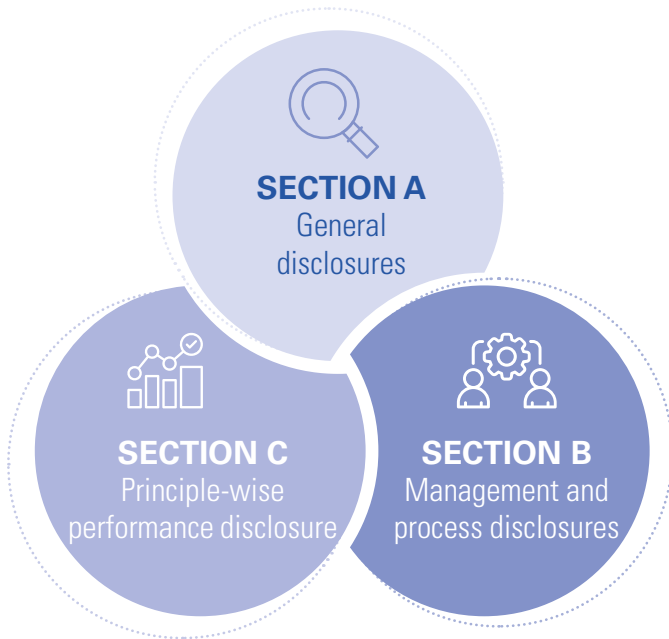 SECTION A
General
disclosures
SECTION C
Principle-wise
performance disclosure
SECTION B
Management and
process disclosures